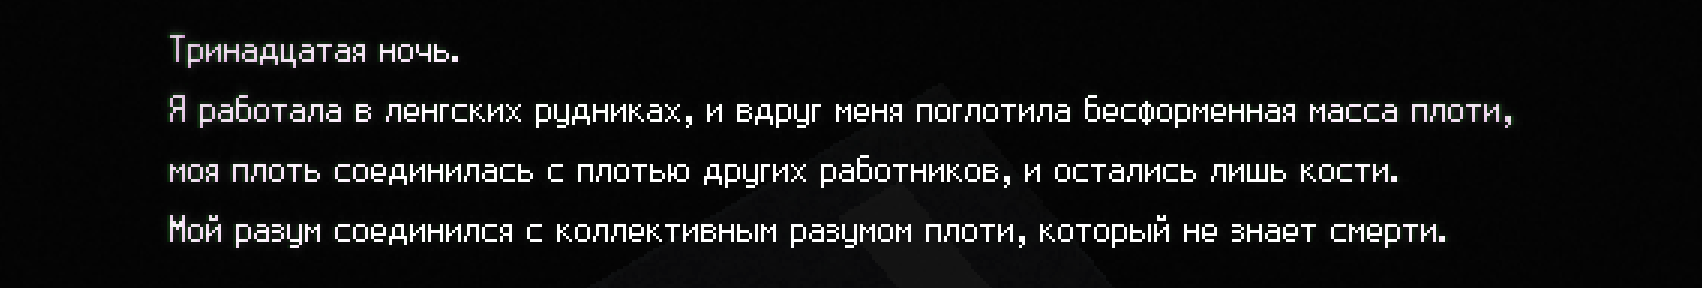 Тринадцатая ночь.
Я работала в ленгских рудниках, и вдруг меня поглотила бесформенная масса плоти,
моя плоть соединилась с плотью других работников, и остались лишь кости.
Мой разум соединился с коллективным разумом плоти, который не знает смерти.